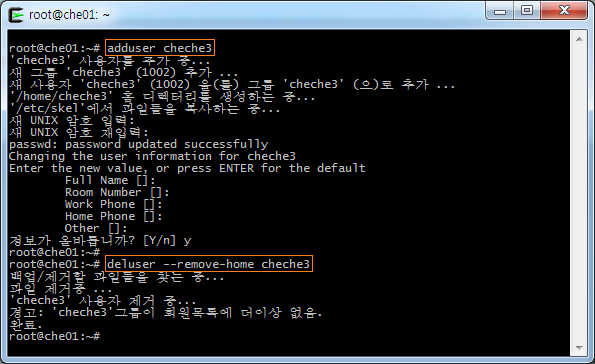 root@che01: ~
root@che01:~# adduser cheche3
'cheche3' 사용자를 추가 중...
새 그룹 'cheche3' (1002) 추가 ...
새 사용자 'cheche3' (1002) 을(를) 그룹 'cheche3' (으)로 추가 ...
'/home/cheche3' 홈 디렉터리를 생성하는 중...
'/etc/skel'에서 파일들을 복사하는 중...
새 UNIX 암호 입력:
새 UNIX 암호 재입력:
passwd: password updated successfully
Changing the user information for cheche3
Enter the new value, or press ENTER for the default
Full Name []:
Room Number []:
Work Phone []:
Home Phone []:
Other []:
정보가 올바릅니까? [Y/n] y
root@che01:~#
root@che01:~# deluser --remove-home cheche3
백업/제거할 파일들을 찾는 중...
파일 제거중 ...
'cheche3' 사용자 제거 중...
경고: 'cheche3'그룹이 회원목록에 더이상 없음.
완료.
root@che01:~#